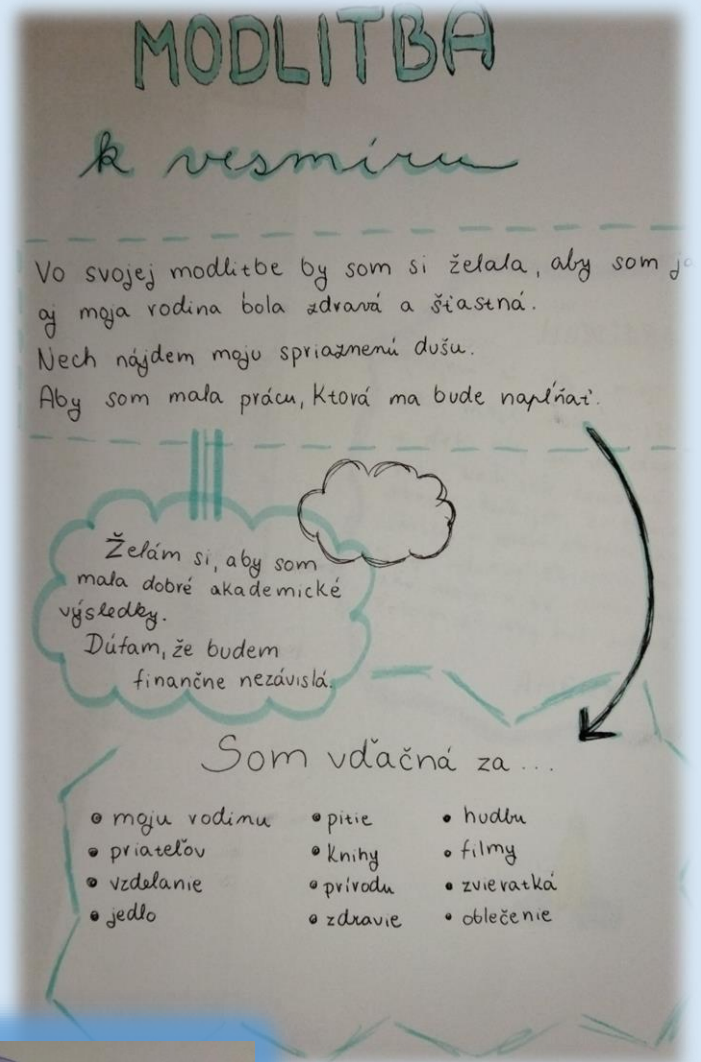 MODLITBA
k vesmíru
Vo svojej modlitbe by som si želala, aby som ja
aj moja rodina bola zdravá a šťastná.
Nech nájdem moju spriaznenú dušu.
Aby som mala prácu, ktorá ma bude napĺňať.
Želám si, aby som
mala dobré akademické
výsledky.
Dúfam, že budem
finančne nezávislá.
Som vďačná za...
• moju rodinu
• priateľov
• vzdelanie
• jedlo
• pitie
• knihy
• prívodu
• zdravie
• hudbu
• filmy
• zvieratká
• oblečenie